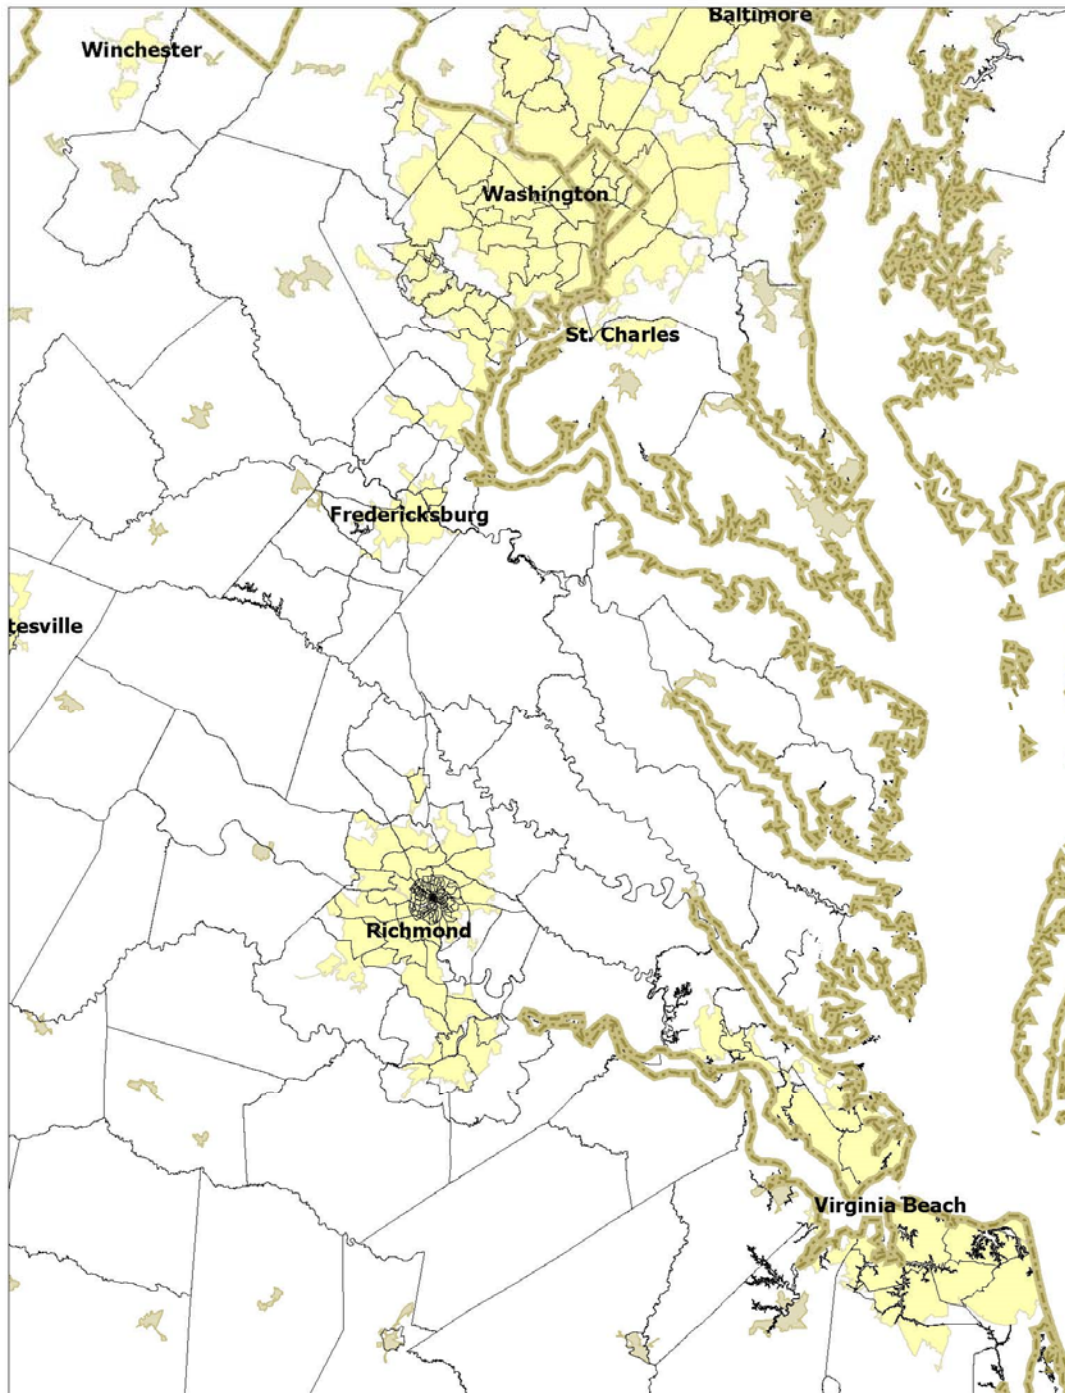 Baltimore
Winchester
Washington
St. Charles
Fredericksburg
tesville
Richmond
Virginia Beach